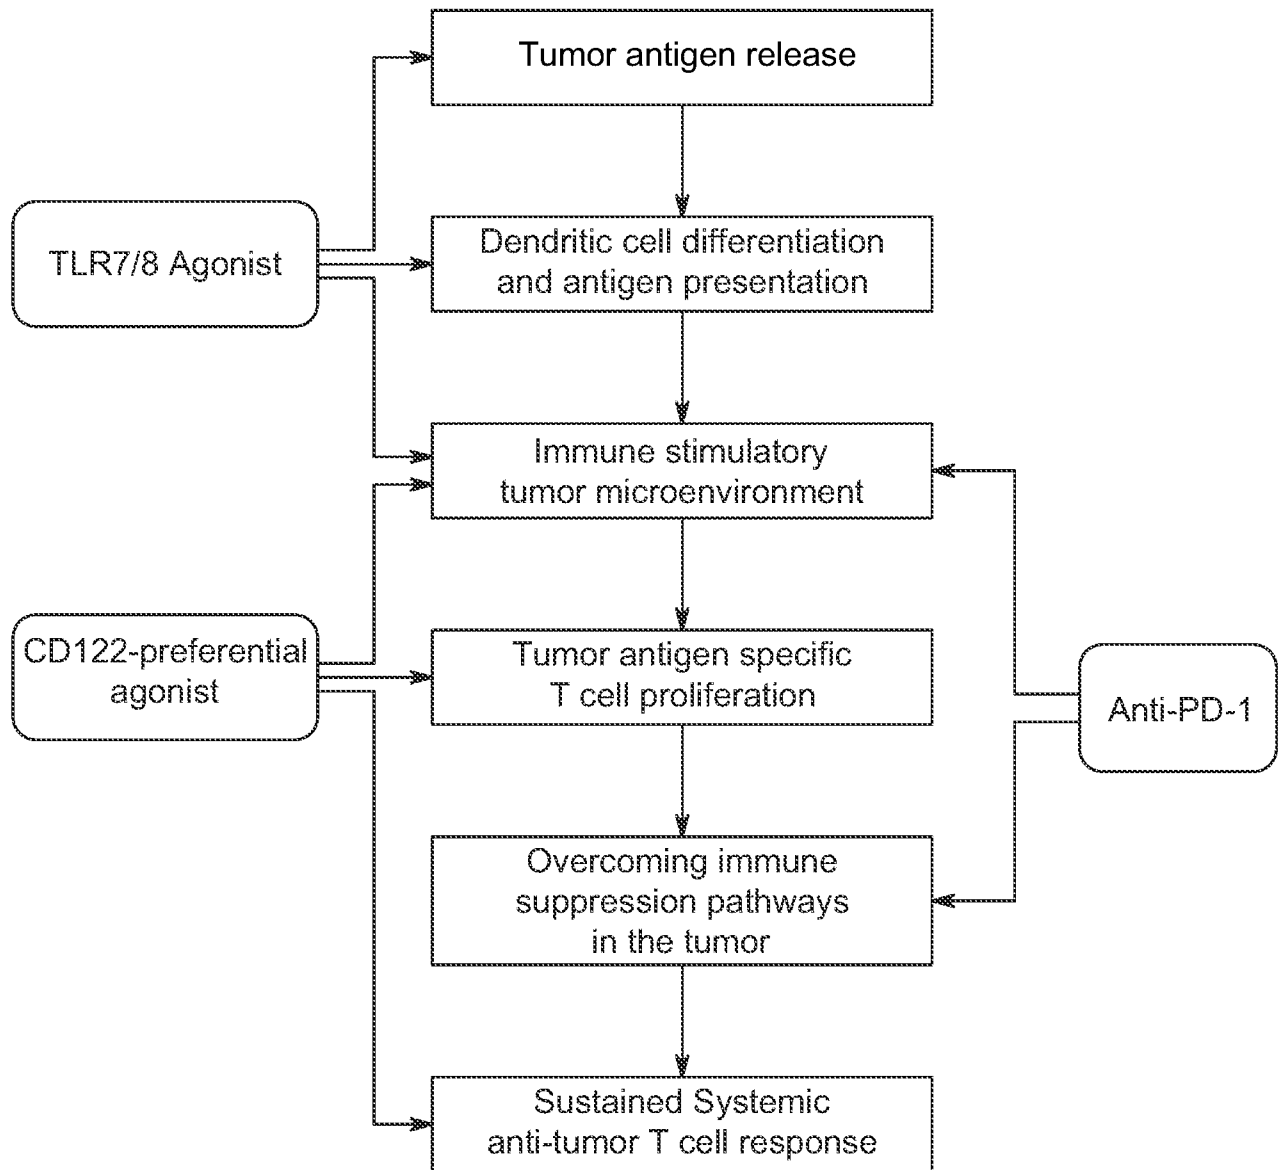 Tumor antigen release
TLR7/8 Agonist
Dendritic cell differentiation
and antigen presentation
Immune stimulatory
tumor microenvironment
CD122-preferential
agonist
Tumor antigen specific
T cell proliferation
Anti-PD-1
Overcoming immune
suppression pathways
in the tumor
Sustained Systemic
anti-tumor T cell response